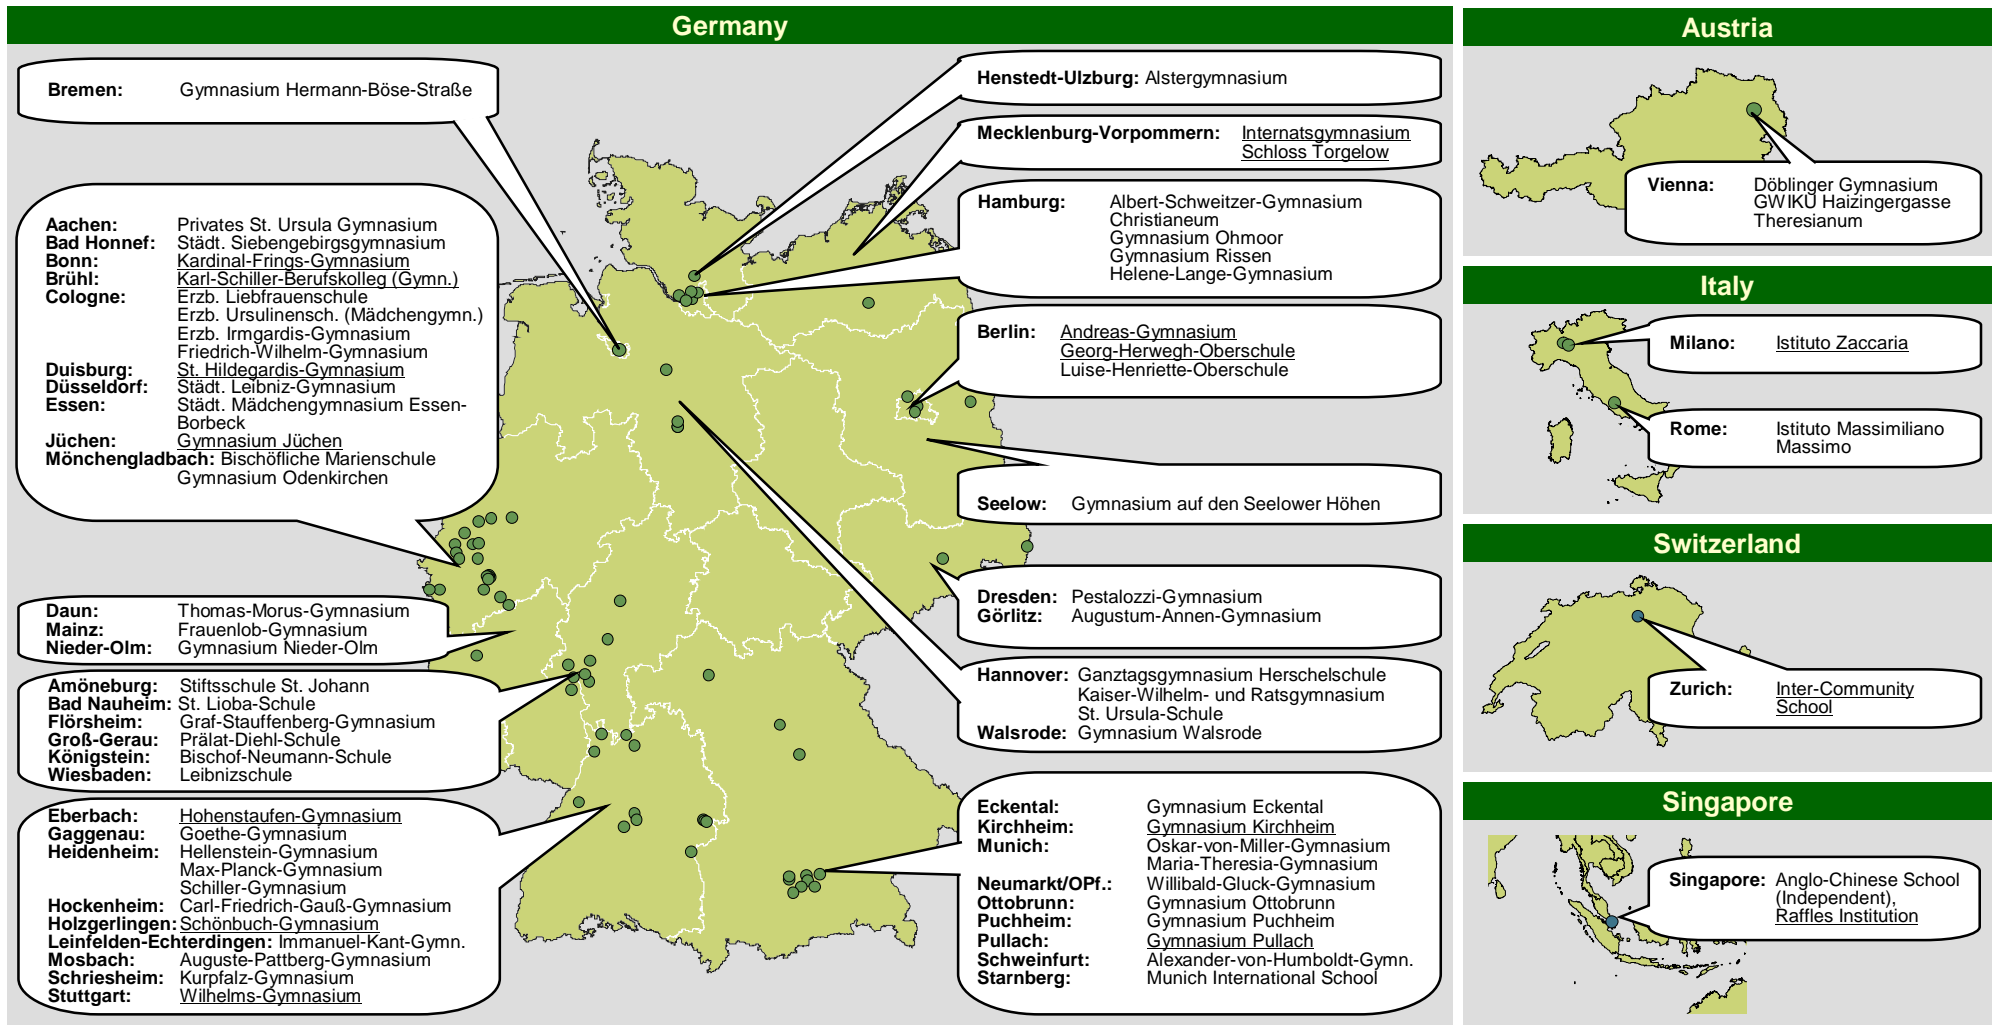 Germany
Bremen: Gymnasium Hermann-Böse-Straße
Aachen: Privates St. Ursula Gymnasium
Bad Honnef: Städt. Siebengebirgsgymnasium
Bonn: Kardinal-Frings-Gymnasium
Brühl: Karl-Schiller-Berufskolleg (Gymn.)
Cologne: Erzb. Liebfrauenschule
Erzb. Ursulinensch. (Mädchengymn.)
Erzb. Irmgardis-Gymnasium
Friedrich-Wilhelm-Gymnasium
Duisburg: St. Hildegardis-Gymnasium
Düsseldorf: Städt. Leibniz-Gymnasium
Essen: Städt. Mädchengymnasium Essen-
Borbeck
Jüchen: Gymnasium Jüchen
Mönchengladbach: Bischöfliche Marienschule
Gymnasium Odenkirchen
Daun: Thomas-Morus-Gymnasium
Mainz: Frauenlob-Gymnasium
Nieder-Olm: Gymnasium Nieder-Olm
Amöneburg: Stiftsschule St. Johann
Bad Nauheim: St. Lioba-Schule
Flörsheim: Graf-Stauffenberg-Gymnasium
Groß-Gerau: Prälat-Diehl-Schule
Königstein: Bischof-Neumann-Schule
Wiesbaden: Leibnizschule
Eberbach: Hohenstaufen-Gymnasium
Gaggenau: Goethe-Gymnasium
Heidenheim: Hellenstein-Gymnasium
Max-Planck-Gymnasium
Schiller-Gymnasium
Hockenheim: Carl-Friedrich-Gauß-Gymnasium
Holzgerlingen: Schönbuch-Gymnasium
Leinfelden-Echterdingen: Immanuel-Kant-Gymn.
Mosbach: Auguste-Pattberg-Gymnasium
Schriesheim: Kurpfalz-Gymnasium
Stuttgart: Wilhelms-Gymnasium
Henstedt-Ulzburg: Alstergymnasium
Mecklenburg-Vorpommern: Internatsgymnasium
Schloss Torgelow
Hamburg: Albert-Schweitzer-Gymnasium
Christianeum
Gymnasium Ohmoor
Gymnasium Rissen
Helene-Lange-Gymnasium
Berlin: Andreas-Gymnasium
Georg-Herwegh-Oberschule
Luise-Henriette-Oberschule
Seelow: Gymnasium auf den Seelower Höhen
Dresden: Pestalozzi-Gymnasium
Görlitz: Augustum-Annen-Gymnasium
Hannover: Ganztagsgymnasium Herschelschule
Kaiser-Wilhelm- und Ratsgymnasium
St. Ursula-Schule
Walsrode: Gymnasium Walsrode
Eckental: Gymnasium Eckental
Kirchheim: Gymnasium Kirchheim
Munich: Oskar-von-Miller-Gymnasium
Maria-Theresia-Gymnasium
Neumarkt/OPf.: Willibald-Gluck-Gymnasium
Ottobrunn: Gymnasium Ottobrunn
Puchheim: Gymnasium Puchheim
Pullach: Gymnasium Pullach
Schweinfurt: Alexander-von-Humboldt-Gymn.
Starnberg: Munich International School
Austria
Vienna: Döblinger Gymnasium
GWIKU Haizingergasse
Theresianum
Italy
Milano: Istituto Zaccaria
Rome: Istituto Massimiliano
Massimo
Switzerland
Zurich: Inter-Community
School
Singapore
Singapore: Anglo-Chinese School
(Independent),
Raffles Institution